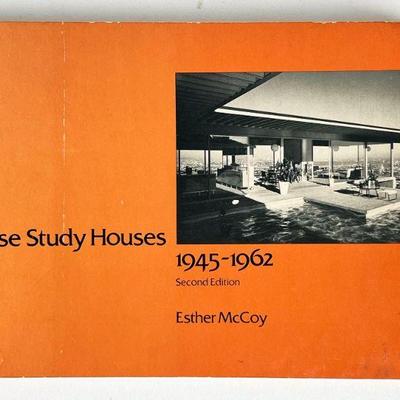 se Study Houses
1945-1962
Second Edition
Esther McCoy